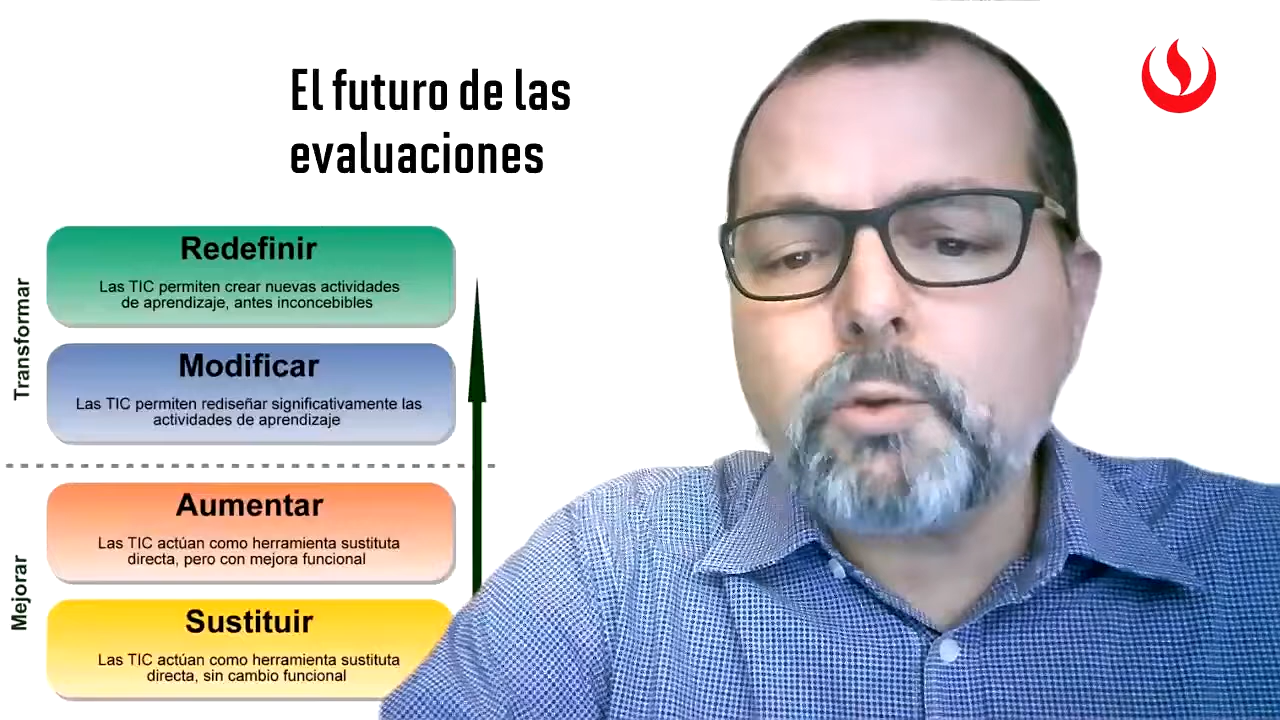 El futuro de las
evaluaciones
Transformar
Redefinir
Las TIC permiten crear nuevas actividades
de aprendizaje, antes inconcebibles
Modificar
Las TIC permiten rediseñar significativamente las
actividades de aprendizaje
Mejorar
Aumentar
Las TIC actúan como herramienta sustituta
directa, pero con mejora funcional
Sustituir
Las TIC actúan como herramienta sustituta
directa, sin cambio funcional